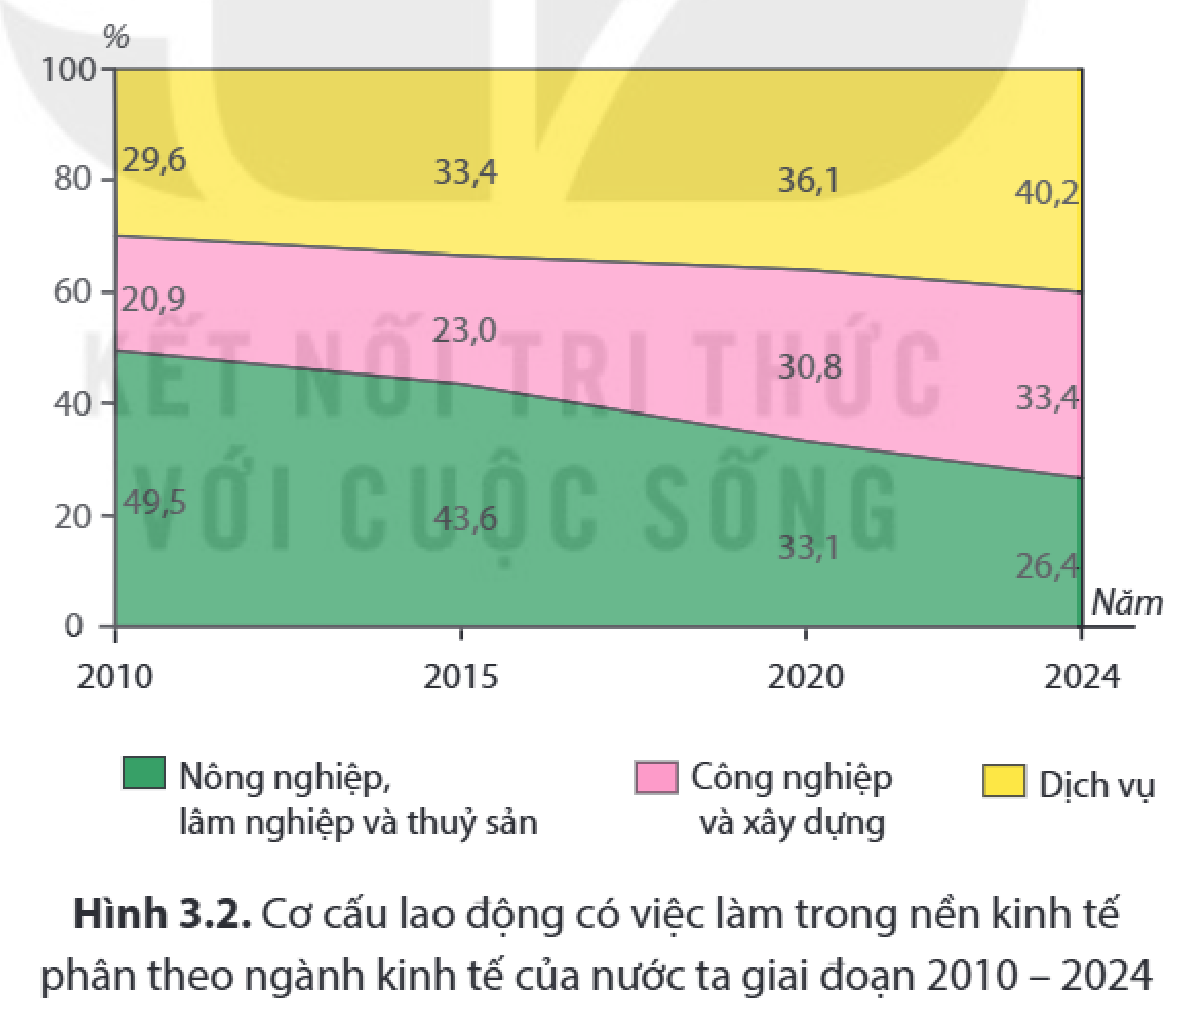 %
100
80
60
40
20
0
29,6
33,4
36,1
40,2
20,9
23,0
30,8
33,4
49,5
43,6
33,1
26,4
KẾT NỐI TRI THỨC
VỚI CUỘC SỐNG
Năm
2010
2015
2020
2024
Nông nghiệp,
lâm nghiệp và thuỷ sản
Công nghiệp
và xây dựng
Dịch vụ
Hình 3.2. Cơ cấu lao động có việc làm trong nền kinh tế
phân theo ngành kinh tế của nước ta giai đoạn 2010 – 2024